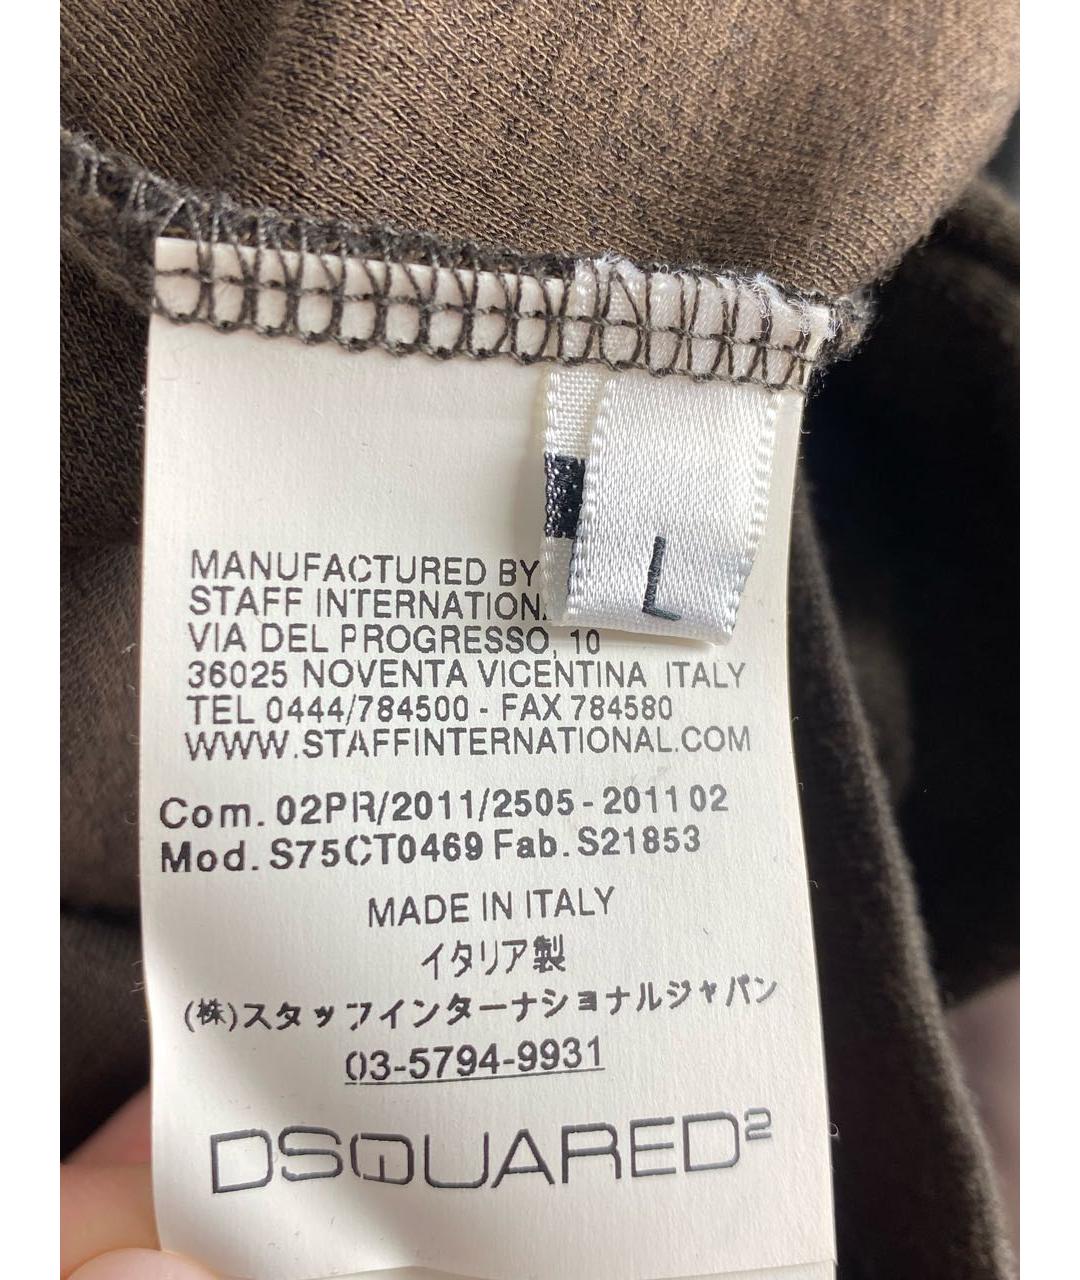 L
MANUFACTURED BY
STAFF INTERNATION
VIA DEL PROGRESSO, 10
36025 NOVENTA VICENTINA ITALY
TEL 0444/784500 - FAX 784580
WWW.STAFFINTERNATIONAL.COM
Com. 02PR/2011/2505 - 2011 02
Mod. S75CT0469 Fab. S21853
MADE IN ITALY
イタリア製
(株)スタッフインターナショナルジャパン
03-5794-9931
DSQUARED²